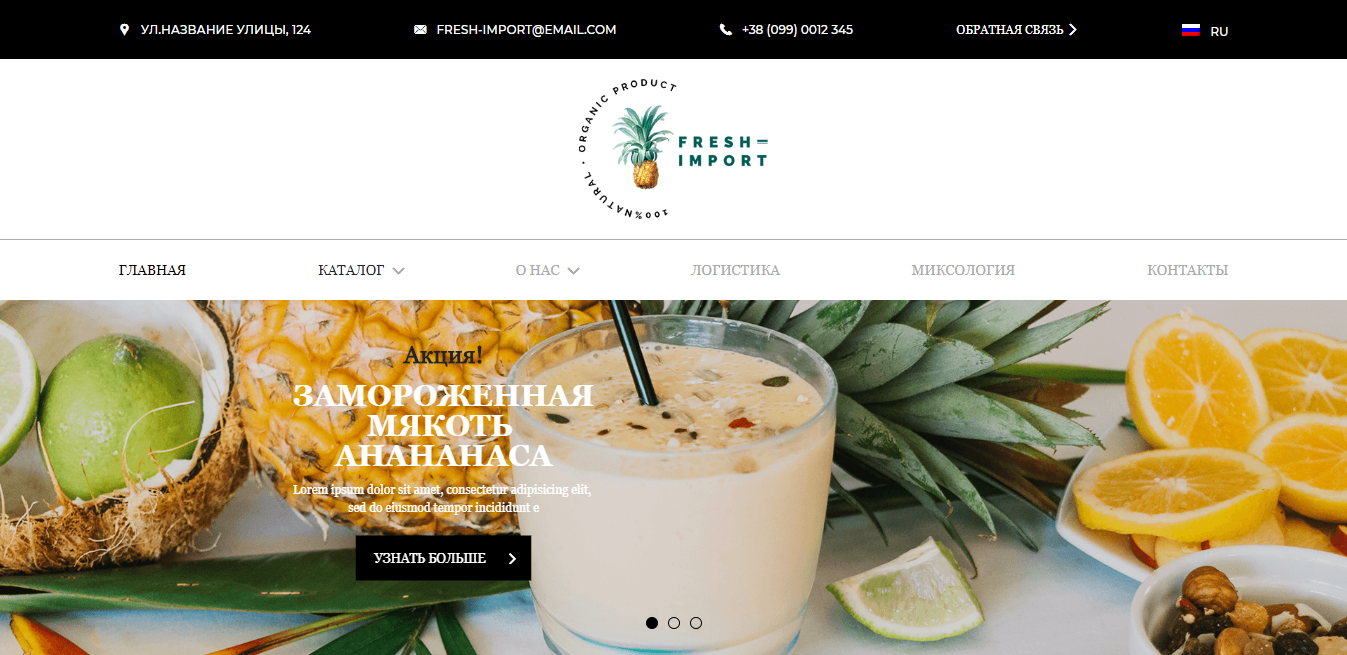 УЛ.НАЗВАНИЕ УЛИЦЫ, 124
FRESH-IMPORT@EMAIL.COM
+38 (099) 0012 345
ОБРАТНАЯ СВЯЗЬ
RU
100%NATURAL · ORGANIC PRODUCT
FRESH—
IMPORT
ГЛАВНАЯ
КАТАЛОГ
О НАС
ЛОГИСТИКА
МИКСОЛОГИЯ
КОНТАКТЫ
Акция!
ЗАМОРОЖЕННАЯ
МЯКОТЬ
АНАНАНАСА
Lorem ipsum dolor sit amet, consectetur adipisicing elit,
sed do eiusmod tempor incididunt e
УЗНАТЬ БОЛЬШЕ